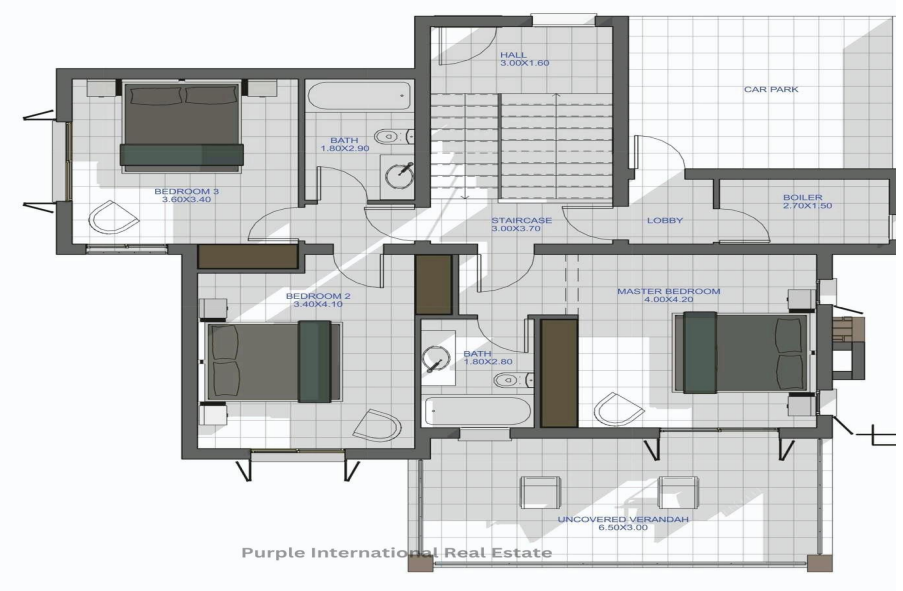 HALL
3.00X1.60
CAR PARK
BATH
1.80X2.90
BEDROOM 3
3.60X3.40
BOILER
2.70X1.50
STAIRCASE
3.00X3.70
LOBBY
BEDROOM 2
3.40X4.10
MASTER BEDROOM
4.00X4.20
BATH
1.80X2.80
UNCOVERED VERANDAH
6.50X3.00
Purple International Real Estate